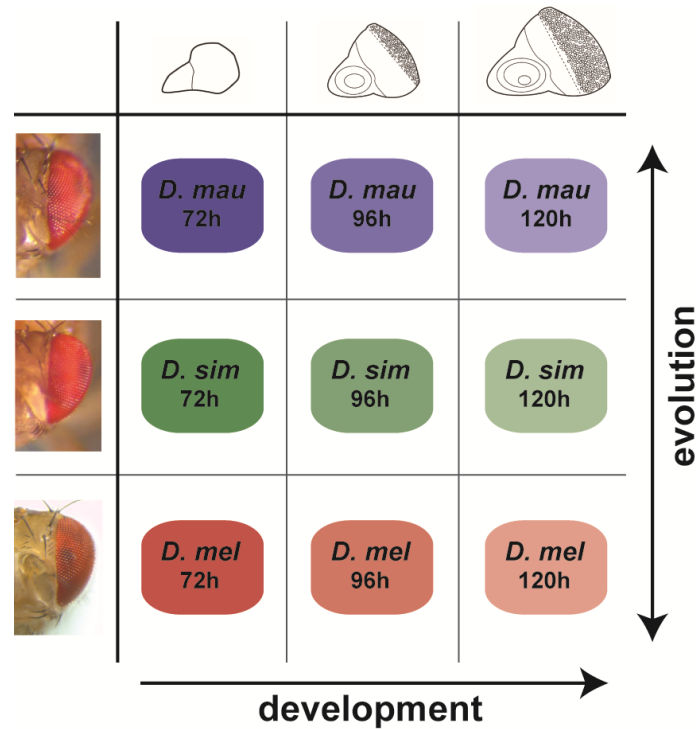 D. mau
72h
D. mau
96h
D. mau
120h
D. sim
72h
D. sim
96h
D. sim
120h
D. mel
72h
D. mel
96h
D. mel
120h
evolution
development